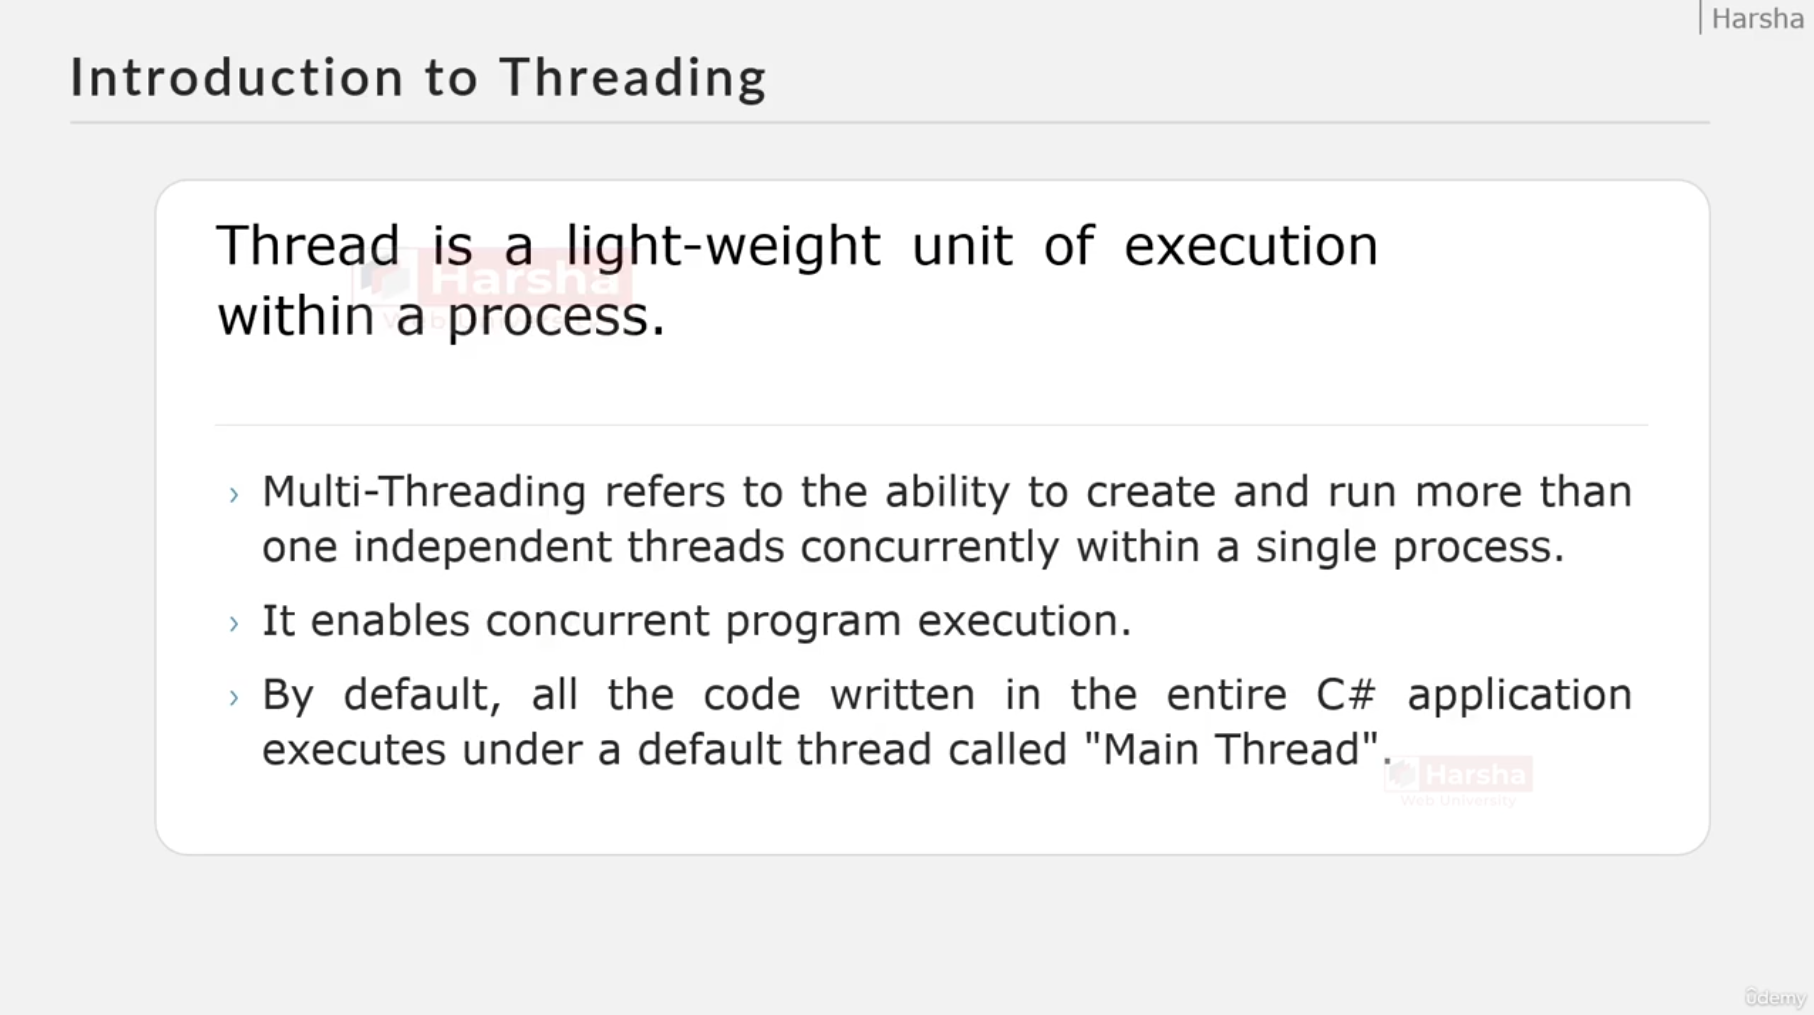 Harsha
Introduction to Threading
Thread is a light-weight unit of execution
within a process.
Harsha
Web University
› Multi-Threading refers to the ability to create and run more than
one independent threads concurrently within a single process.
› It enables concurrent program execution.
› By default, all the code written in the entire C# application
executes under a default thread called "Main Thread".
Harsha
Web University
ûdemy